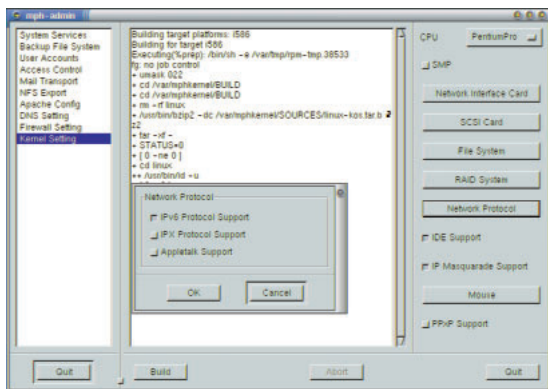 mph-admin
System Services
Backup File System
User Accounts
Access Control
Mail Transport
NFS Export
Apache Config
DNS Setting
Firewall Setting
Kernel Setting
Building target platforms: i586
Building for target i586
Executing(%prep): /bin/sh -e /var/tmp/rpm-tmp.38533
fg: no job control
+ umask 022
+ cd /var/mphkernel/BUILD
+ cd /var/mphkernel/BUILD
+ rm -rf linux
+ /usr/bin/bzip2 -dc /var/mphkernel/SOURCES/linux-kos.tar.b
z2
+ tar -xf -
+ STATUS=0
+ [ 0 -ne 0 ]
+ cd linux
++ /usr/bin/id -u
Network Protocol
IPv6 Protocol Support
IPX Protocol Support
Appletalk Support
OK
Cancel
CPU
PentiumPro
SMP
Network Interface Card
SCSI Card
File System
RAID System
Network Protocol
IDE Support
IP Masquerade Support
Mouse
PPxP Support
Quit
Build
Abort
Quit